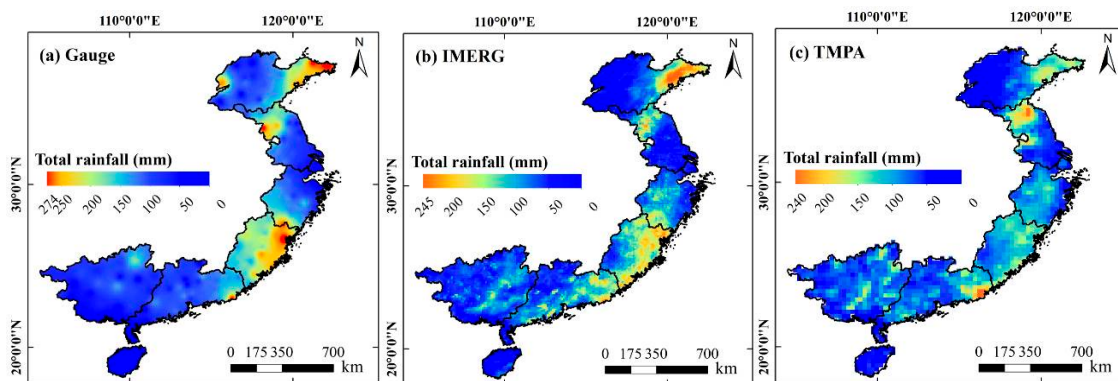 110°0'0"E 120°0'0"E
(a) Gauge
N
Total rainfall (mm)
274 250 200 150 100 50 0
30°0'0"N
20°0'0"N
0 175 350 700
km
110°0'0"E 120°0'0"E
(b) IMERG
N
Total rainfall (mm)
245 200 150 100 50 0
30°0'0"N
20°0'0"N
0 175 350 700
km
110°0'0"E 120°0'0"E
(c) TMPA
N
Total rainfall (mm)
240 200 150 100 50 0
30°0'0"N
20°0'0"N
0 175 350 700
km